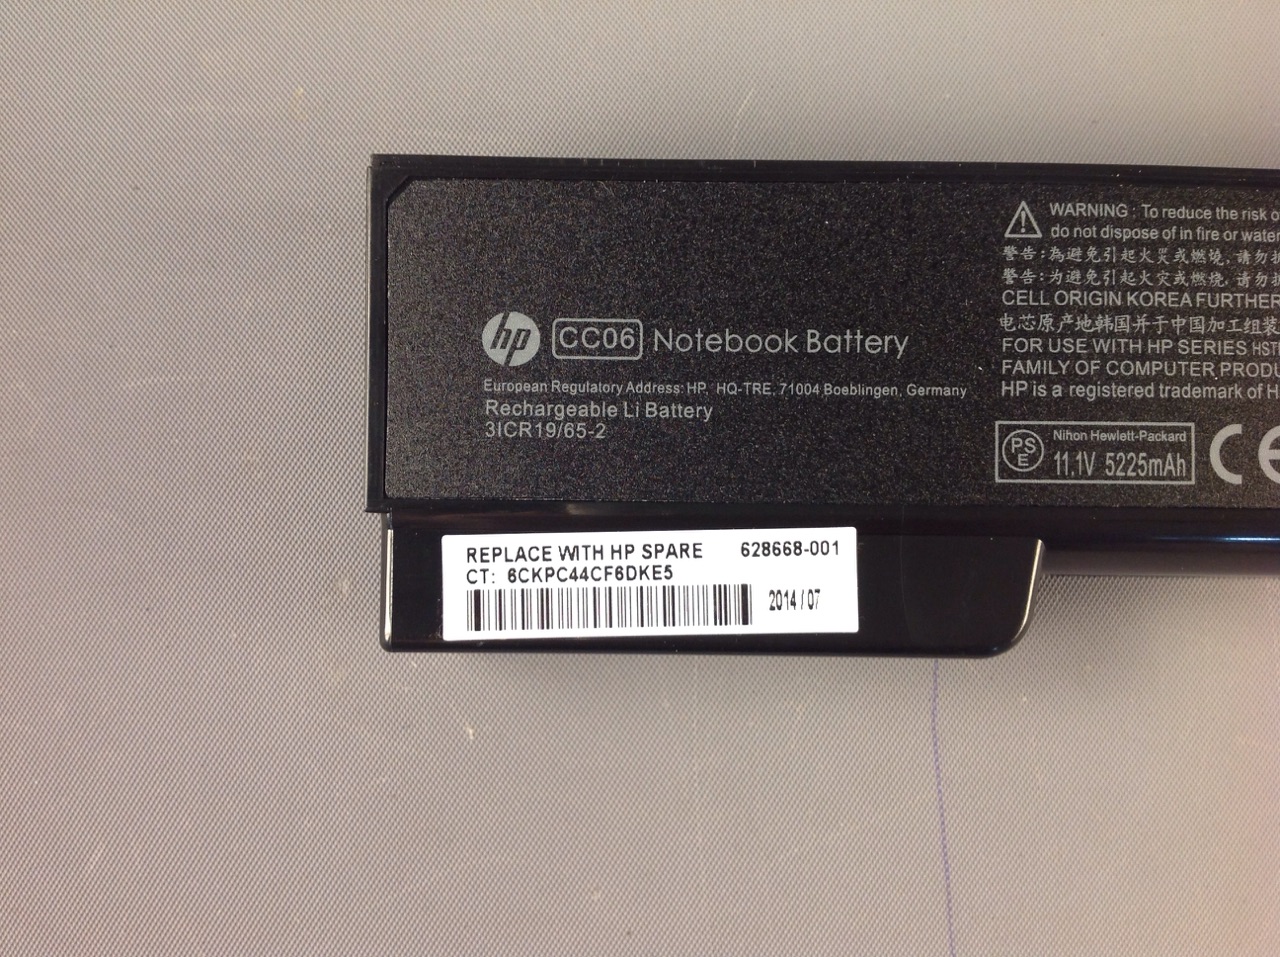 hp CC06 Notebook Battery
European Regulatory Address: HP, HQ-TRE, 71004 Boeblingen, Germany
Rechargeable Li Battery
3ICR19/65-2
WARNING : To reduce the risk
do not dispose of in fire or water
警告:為避免引起火災或燃燒,請勿
警告:为避免引起火灾或燃烧,请勿
CELL ORIGIN KOREA FURTHER
电芯原产地韩国并于中国加工组装
FOR USE WITH HP SERIES
FAMILY OF COMPUTER
HP is a registered trademark of
PS
E
Nihon Hewlett-Packard
11.1V 5225mAh
CE
REPLACE WITH HP SPARE 628668-001
CT: 6CKPC44CF6DKE5
2014/07